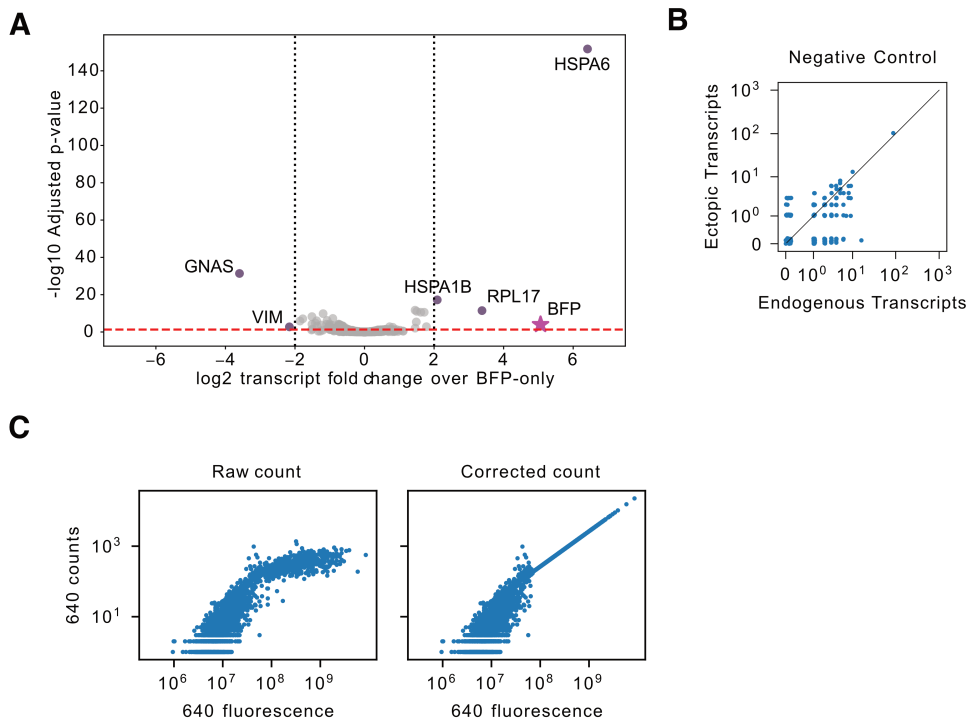 A
-log10 Adjusted p-value
140
120
100
80
60
40
20
0
HSPA6
GNAS
VIM
HSPA1B
RPL17
BFP
−6 −4 −2 0 2 4 6
log2 transcript fold change over BFP-only
B
Negative Control
Ectopic Transcripts
10³
10²
10¹
10⁰
0
0 10⁰ 10¹ 10² 10³
Endogenous Transcripts
C
Raw count
640 counts
10³
10¹
10⁶ 10⁷ 10⁸ 10⁹
640 fluorescence
Corrected count
10⁶ 10⁷ 10⁸ 10⁹
640 fluorescence